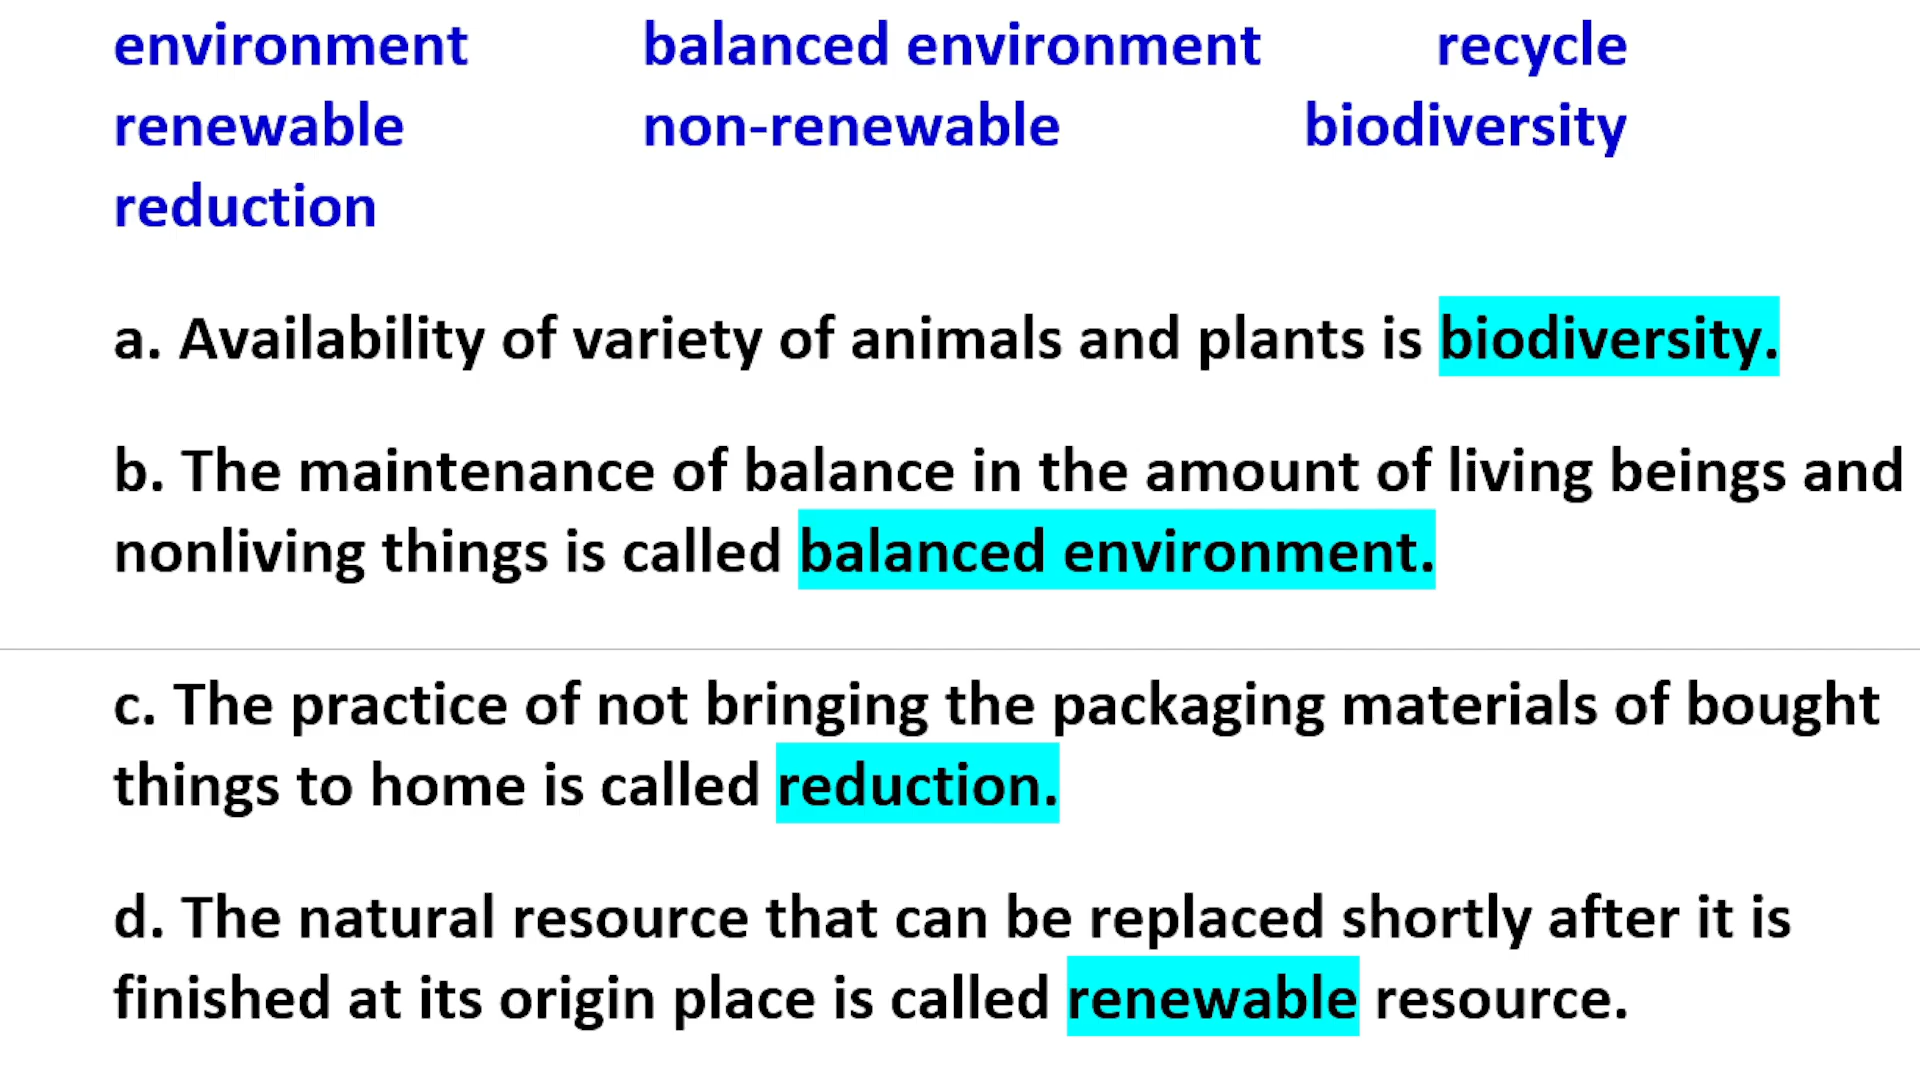 environment balanced environment recycle
renewable non-renewable biodiversity
reduction
a. Availability of variety of animals and plants is biodiversity.
b. The maintenance of balance in the amount of living beings and
nonliving things is called balanced environment.
c. The practice of not bringing the packaging materials of bought
things to home is called reduction.
d. The natural resource that can be replaced shortly after it is
finished at its origin place is called renewable resource.